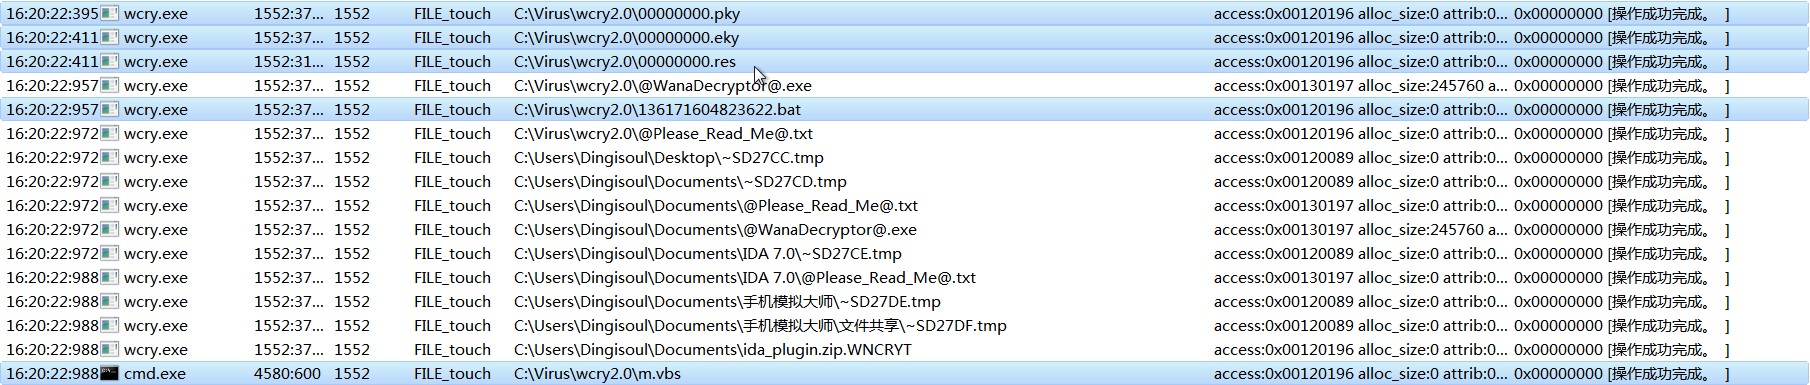 16:20:22:395 wcry.exe 1552:37... 1552 FILE_touch C:\Virus\wcry2.0\00000000.pky access:0x00120196 alloc_size:0 attrib:0... 0x00000000 [操作成功完成。 ]
16:20:22:411 wcry.exe 1552:37... 1552 FILE_touch C:\Virus\wcry2.0\00000000.eky access:0x00120196 alloc_size:0 attrib:0... 0x00000000 [操作成功完成。 ]
16:20:22:411 wcry.exe 1552:31... 1552 FILE_touch C:\Virus\wcry2.0\00000000.res access:0x00120196 alloc_size:0 attrib:0... 0x00000000 [操作成功完成。 ]
16:20:22:957 wcry.exe 1552:37... 1552 FILE_touch C:\Virus\wcry2.0\@WanaDecryptor@.exe access:0x00130197 alloc_size:245760 a... 0x00000000 [操作成功完成。 ]
16:20:22:957 wcry.exe 1552:37... 1552 FILE_touch C:\Virus\wcry2.0\136171604823622.bat access:0x00120196 alloc_size:0 attrib:0... 0x00000000 [操作成功完成。 ]
16:20:22:972 wcry.exe 1552:37... 1552 FILE_touch C:\Virus\wcry2.0\@Please_Read_Me@.txt access:0x00120196 alloc_size:0 attrib:0... 0x00000000 [操作成功完成。 ]
16:20:22:972 wcry.exe 1552:37... 1552 FILE_touch C:\Users\Dingisoul\Desktop\~SD27CC.tmp access:0x00120089 alloc_size:0 attrib:0... 0x00000000 [操作成功完成。 ]
16:20:22:972 wcry.exe 1552:37... 1552 FILE_touch C:\Users\Dingisoul\Documents\~SD27CD.tmp access:0x00120089 alloc_size:0 attrib:0... 0x00000000 [操作成功完成。 ]
16:20:22:972 wcry.exe 1552:37... 1552 FILE_touch C:\Users\Dingisoul\Documents\@Please_Read_Me@.txt access:0x00130197 alloc_size:0 attrib:0... 0x00000000 [操作成功完成。 ]
16:20:22:972 wcry.exe 1552:37... 1552 FILE_touch C:\Users\Dingisoul\Documents\@WanaDecryptor@.exe access:0x00130197 alloc_size:245760 a... 0x00000000 [操作成功完成。 ]
16:20:22:972 wcry.exe 1552:37... 1552 FILE_touch C:\Users\Dingisoul\Documents\IDA 7.0\~SD27CE.tmp access:0x00120089 alloc_size:0 attrib:0... 0x00000000 [操作成功完成。 ]
16:20:22:988 wcry.exe 1552:37... 1552 FILE_touch C:\Users\Dingisoul\Documents\IDA 7.0\@Please_Read_Me@.txt access:0x00130197 alloc_size:0 attrib:0... 0x00000000 [操作成功完成。 ]
16:20:22:988 wcry.exe 1552:37... 1552 FILE_touch C:\Users\Dingisoul\Documents\手机模拟大师\~SD27DE.tmp access:0x00120089 alloc_size:0 attrib:0... 0x00000000 [操作成功完成。 ]
16:20:22:988 wcry.exe 1552:37... 1552 FILE_touch C:\Users\Dingisoul\Documents\手机模拟大师\文件共享\~SD27DF.tmp access:0x00120089 alloc_size:0 attrib:0... 0x00000000 [操作成功完成。 ]
16:20:22:988 wcry.exe 1552:37... 1552 FILE_touch C:\Users\Dingisoul\Documents\ida_plugin.zip.WNCRYT access:0x00120196 alloc_size:0 attrib:0... 0x00000000 [操作成功完成。 ]
16:20:22:988 cmd.exe 4580:600 1552 FILE_touch C:\Virus\wcry2.0\m.vbs access:0x00120196 alloc_size:0 attrib:0... 0x00000000 [操作成功完成。 ]